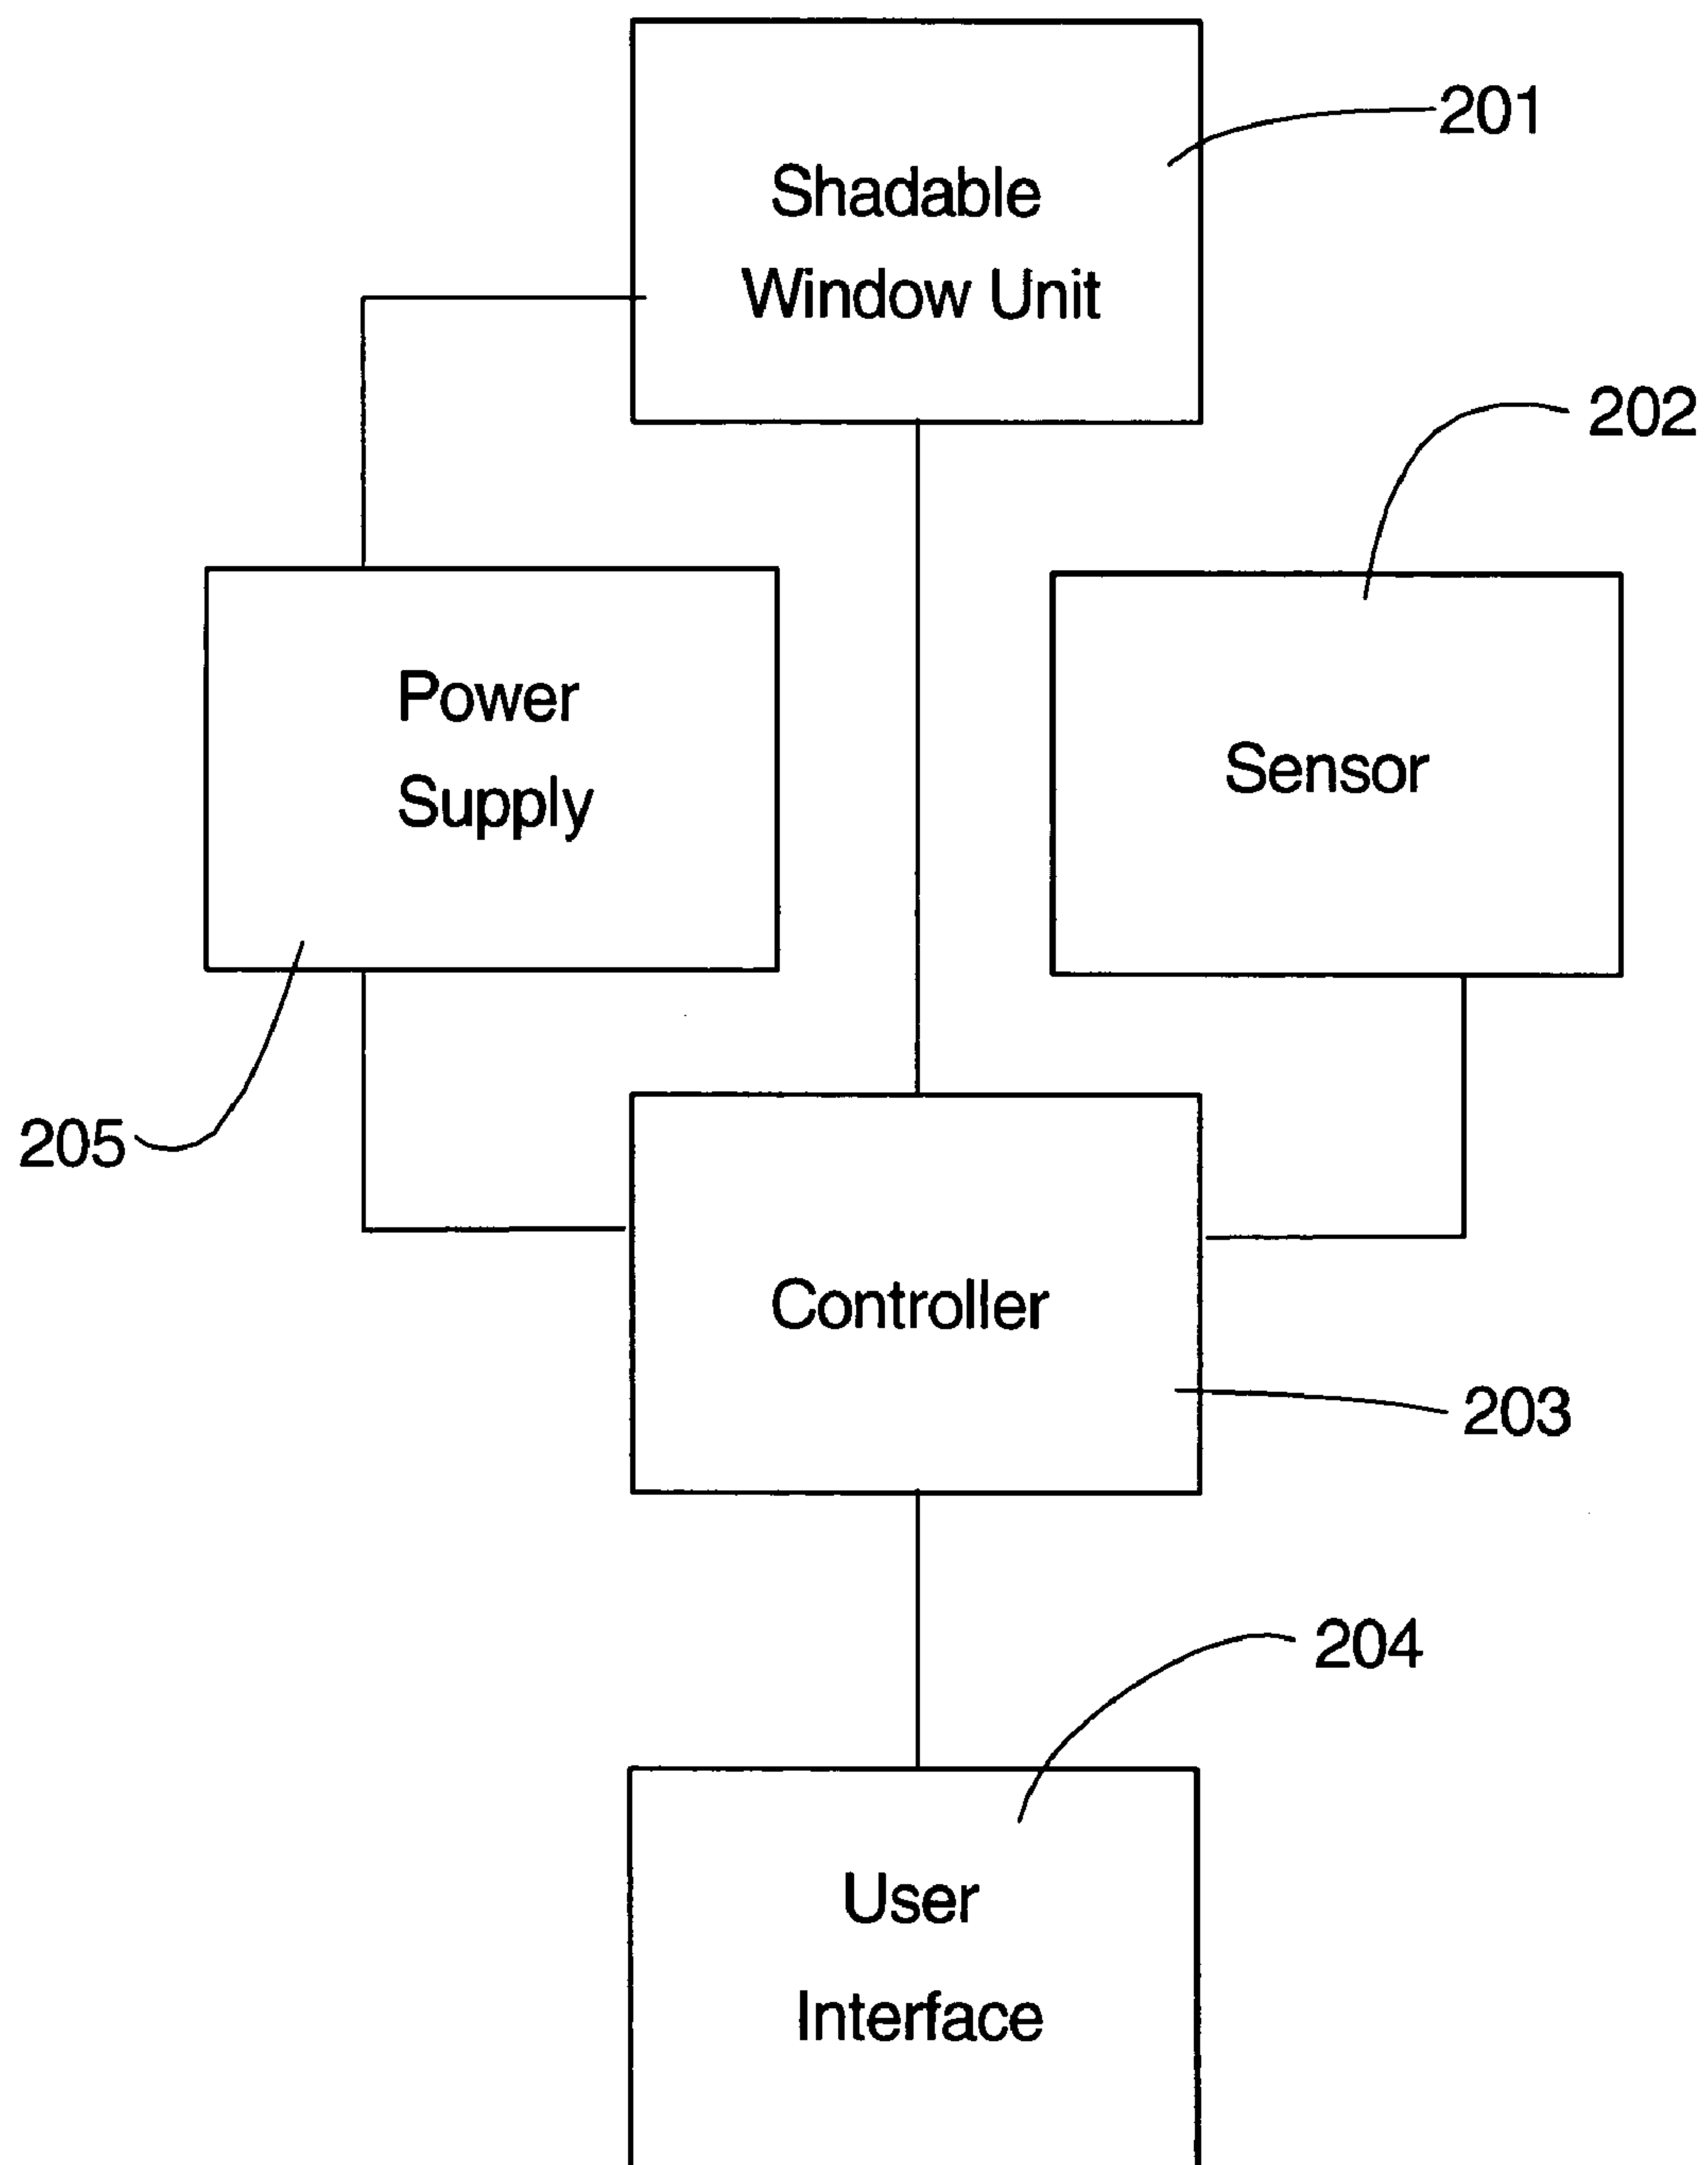 201
Shadable
Window Unit
202
Power
Supply
Sensor
205
Controller
203
204
User
Interface